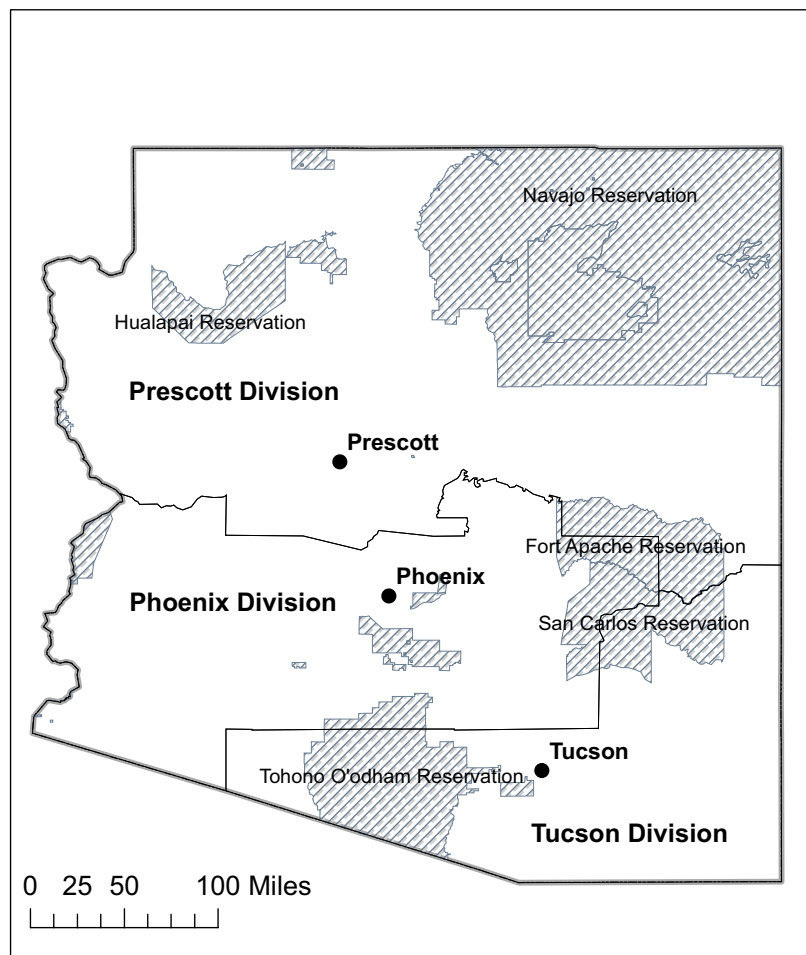 Navajo Reservation
Hualapai Reservation
Prescott Division
Prescott
Fort Apache Reservation
Phoenix
Phoenix Division
San Carlos Reservation
Tucson
Tohono O'odham Reservation
Tucson Division
0 25 50 100 Miles